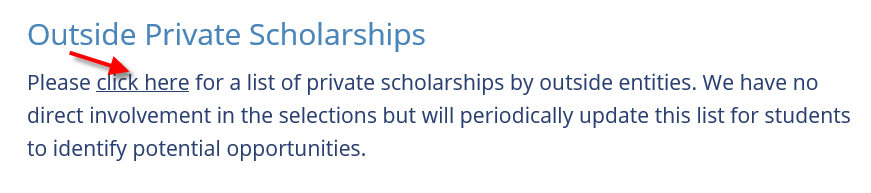 Outside Private Scholarships
Please click here for a list of private scholarships by outside entities. We have no
direct involvement in the selections but will periodically update this list for students
to identify potential opportunities.